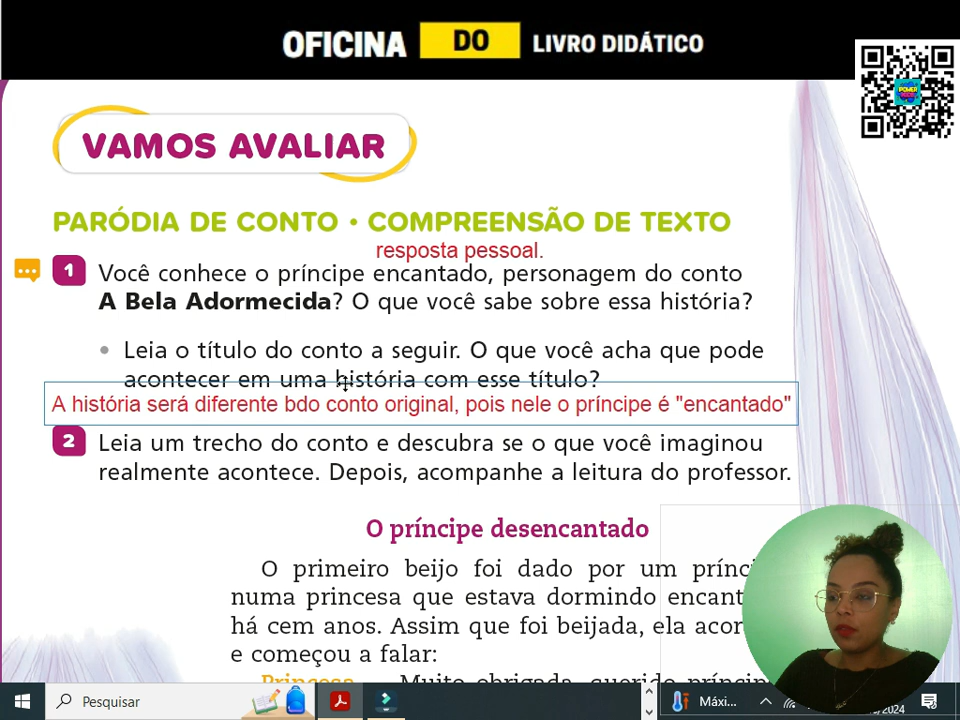 OFICINA DO LIVRO DIDÁTICO
VAMOS AVALIAR
PARÓDIA DE CONTO • COMPREENSÃO DE TEXTO
resposta pessoal.
1 Você conhece o príncipe encantado, personagem do conto
A Bela Adormecida? O que você sabe sobre essa história?
• Leia o título do conto a seguir. O que você acha que pode
acontecer em uma história com esse título?
A história será diferente bdo conto original, pois nele o príncipe é "encantado"
2 Leia um trecho do conto e descubra se o que você imaginou
realmente acontece. Depois, acompanhe a leitura do professor.
O príncipe desencantado
O primeiro beijo foi dado por um
numa princesa que estava dormindo
há cem anos. Assim que foi beijada, ela
e começou a falar:
Princesa — Muito obrigada, querido
Pesquisar
Máxi...